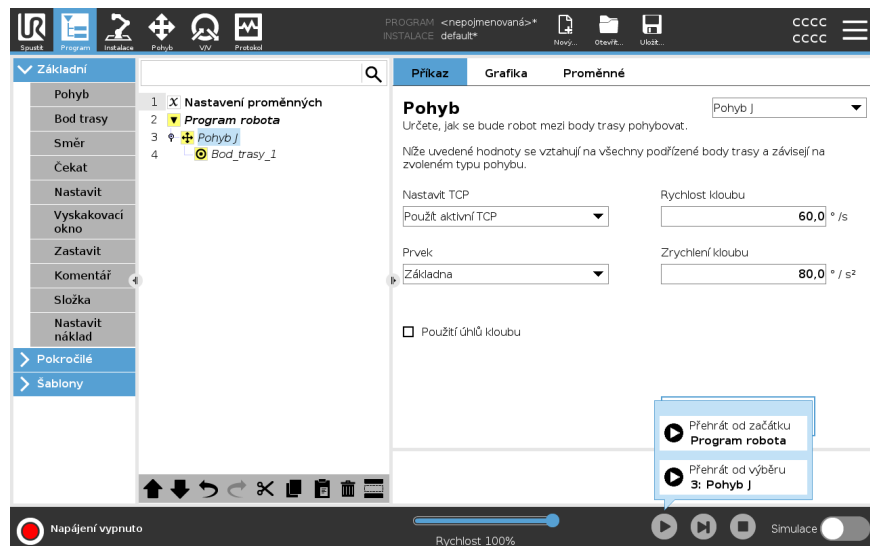 PROGRAM <nepojmenovaná>*
INSTALACE default*
Spustit
Program
Instalace
Pohyb
V/V
Protokol
Nový...
Otevřít...
Uložit...
CCCC
CCCC
Základní
Pohyb
Bod trasy
Směr
Čekat
Nastavit
Vyskakovací
okno
Zastavit
Komentář
Složka
Nastavit
náklad
Pokročilé
Šablony
1 X Nastavení proměnných
2 Program robota
3 Pohyb J
4 Bod_trasy_1
Příkaz Grafika Proměnné
Pohyb
Pohyb J
Určete, jak se bude robot mezi body trasy pohybovat.
Níže uvedené hodnoty se vztahují na všechny podřízené body trasy a závisejí na
zvoleném typu pohybu.
Nastavit TCP
Rychlost kloubu
Použít aktivní TCP
60,0 ° /s
Prvek
Zrychlení kloubu
Základna
80,0 ° / s²
Použití úhlů kloubu
Přehrát od začátku
Program robota
Přehrát od výběru
3: Pohyb J
Napájení vypnuto
Rychlost 100%
Simulace